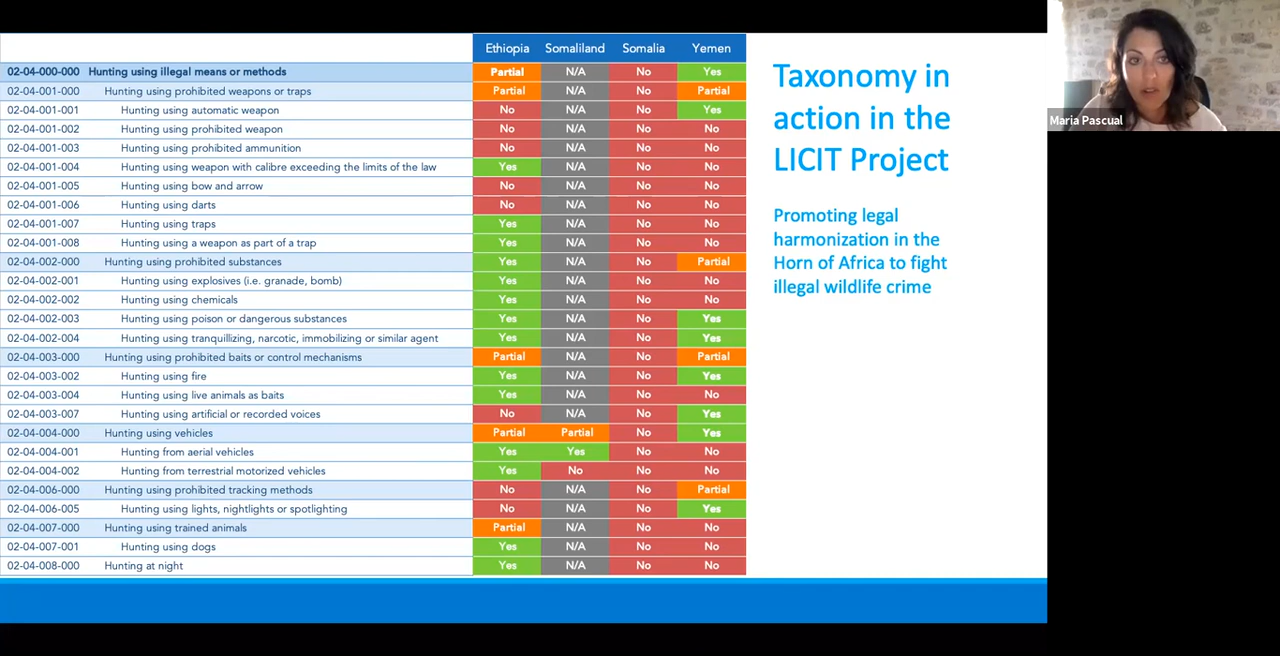 Ethiopia Somaliland Somalia Yemen
02-04-000-000 Hunting using illegal means or methods Partial N/A No Yes
02-04-001-000 Hunting using prohibited weapons or traps Partial N/A No Partial
02-04-001-001 Hunting using automatic weapon No N/A No Yes
02-04-001-002 Hunting using prohibited weapon No N/A No No
02-04-001-003 Hunting using prohibited ammunition No N/A No No
02-04-001-004 Hunting using weapon with calibre exceeding the limits of the law Yes N/A No No
02-04-001-005 Hunting using bow and arrow No N/A No No
02-04-001-006 Hunting using darts No N/A No No
02-04-001-007 Hunting using traps Yes N/A No No
02-04-001-008 Hunting using a weapon as part of a trap Yes N/A No No
02-04-002-000 Hunting using prohibited substances Yes N/A No Partial
02-04-002-001 Hunting using explosives (i.e. granade, bomb) Yes N/A No No
02-04-002-002 Hunting using chemicals Yes N/A No No
02-04-002-003 Hunting using poison or dangerous substances Yes N/A No Yes
02-04-002-004 Hunting using tranquillizing, narcotic, immobilizing or similar agent Yes N/A No Yes
02-04-003-000 Hunting using prohibited baits or control mechanisms Partial N/A No Partial
02-04-003-002 Hunting using fire Yes N/A No Yes
02-04-003-004 Hunting using live animals as baits Yes N/A No No
02-04-003-007 Hunting using artificial or recorded voices No N/A No Yes
02-04-004-000 Hunting using vehicles Partial Partial No Yes
02-04-004-001 Hunting from aerial vehicles Yes Yes No No
02-04-004-002 Hunting from terrestrial motorized vehicles Yes No No No
02-04-006-000 Hunting using prohibited tracking methods No N/A No Partial
02-04-006-005 Hunting using lights, nightlights or spotlighting No N/A No Yes
02-04-007-000 Hunting using trained animals Partial N/A No No
02-04-007-001 Hunting using dogs Yes N/A No No
02-04-008-000 Hunting at night Yes N/A No No
Taxonomy in
action in the
LICIT Project
Promoting legal
harmonization in the
Horn of Africa to fight
illegal wildlife crime
Maria Pascual